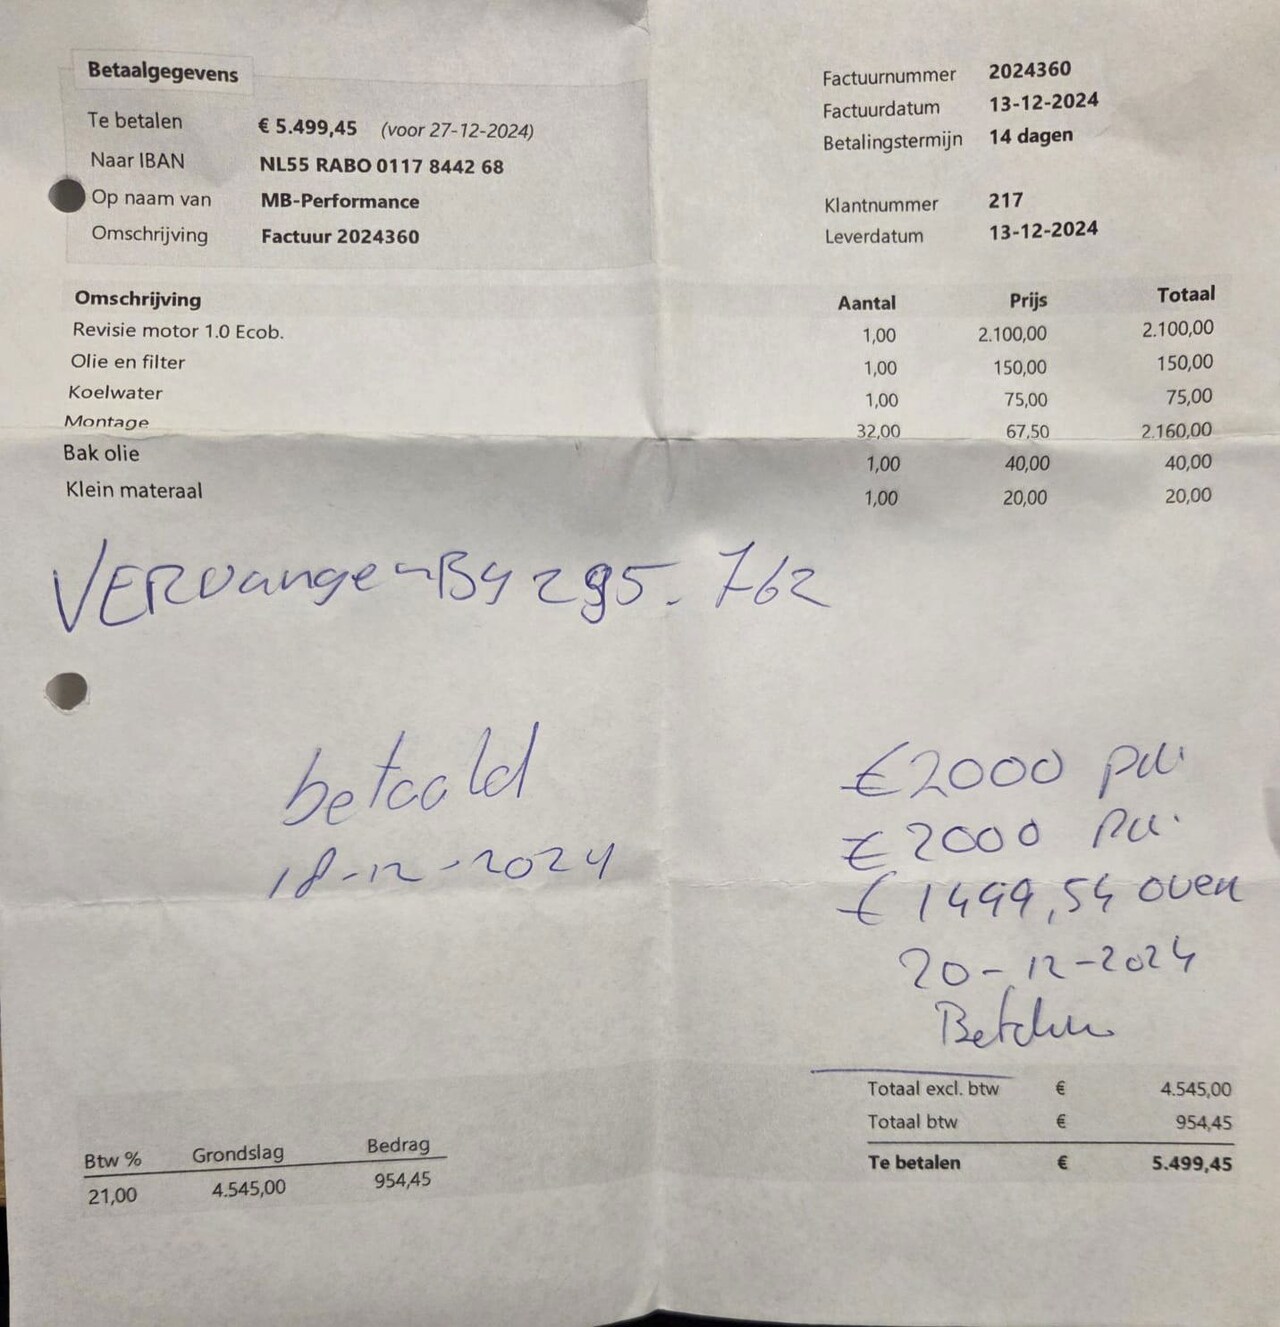 Betaalgegevens
Te betalen € 5.499,45 (voor 27-12-2024)
Naar IBAN NL55 RABO 0117 8442 68
Op naam van MB-Performance
Omschrijving Factuur 2024360
Factuurnummer 2024360
Factuurdatum 13-12-2024
Betalingstermijn 14 dagen
Klantnummer 217
Leverdatum 13-12-2024
Omschrijving Aantal Prijs Totaal
Revisie motor 1.0 Ecob. 1,00 2.100,00 2.100,00
Olie en filter 1,00 150,00 150,00
Koelwater 1,00 75,00 75,00
Montage 32,00 67,50 2.160,00
Bak olie 1,00 40,00 40,00
Klein materaal 1,00 20,00 20,00
VERvangen By 295.762
betaald
18-12-2024
€ 2000
€ 2000
€ 1499,54 over
20-12-2024
Totaal excl. btw € 4.545,00
Totaal btw € 954,45
Te betalen € 5.499,45
Btw % Grondslag Bedrag
21,00 4.545,00 954,45